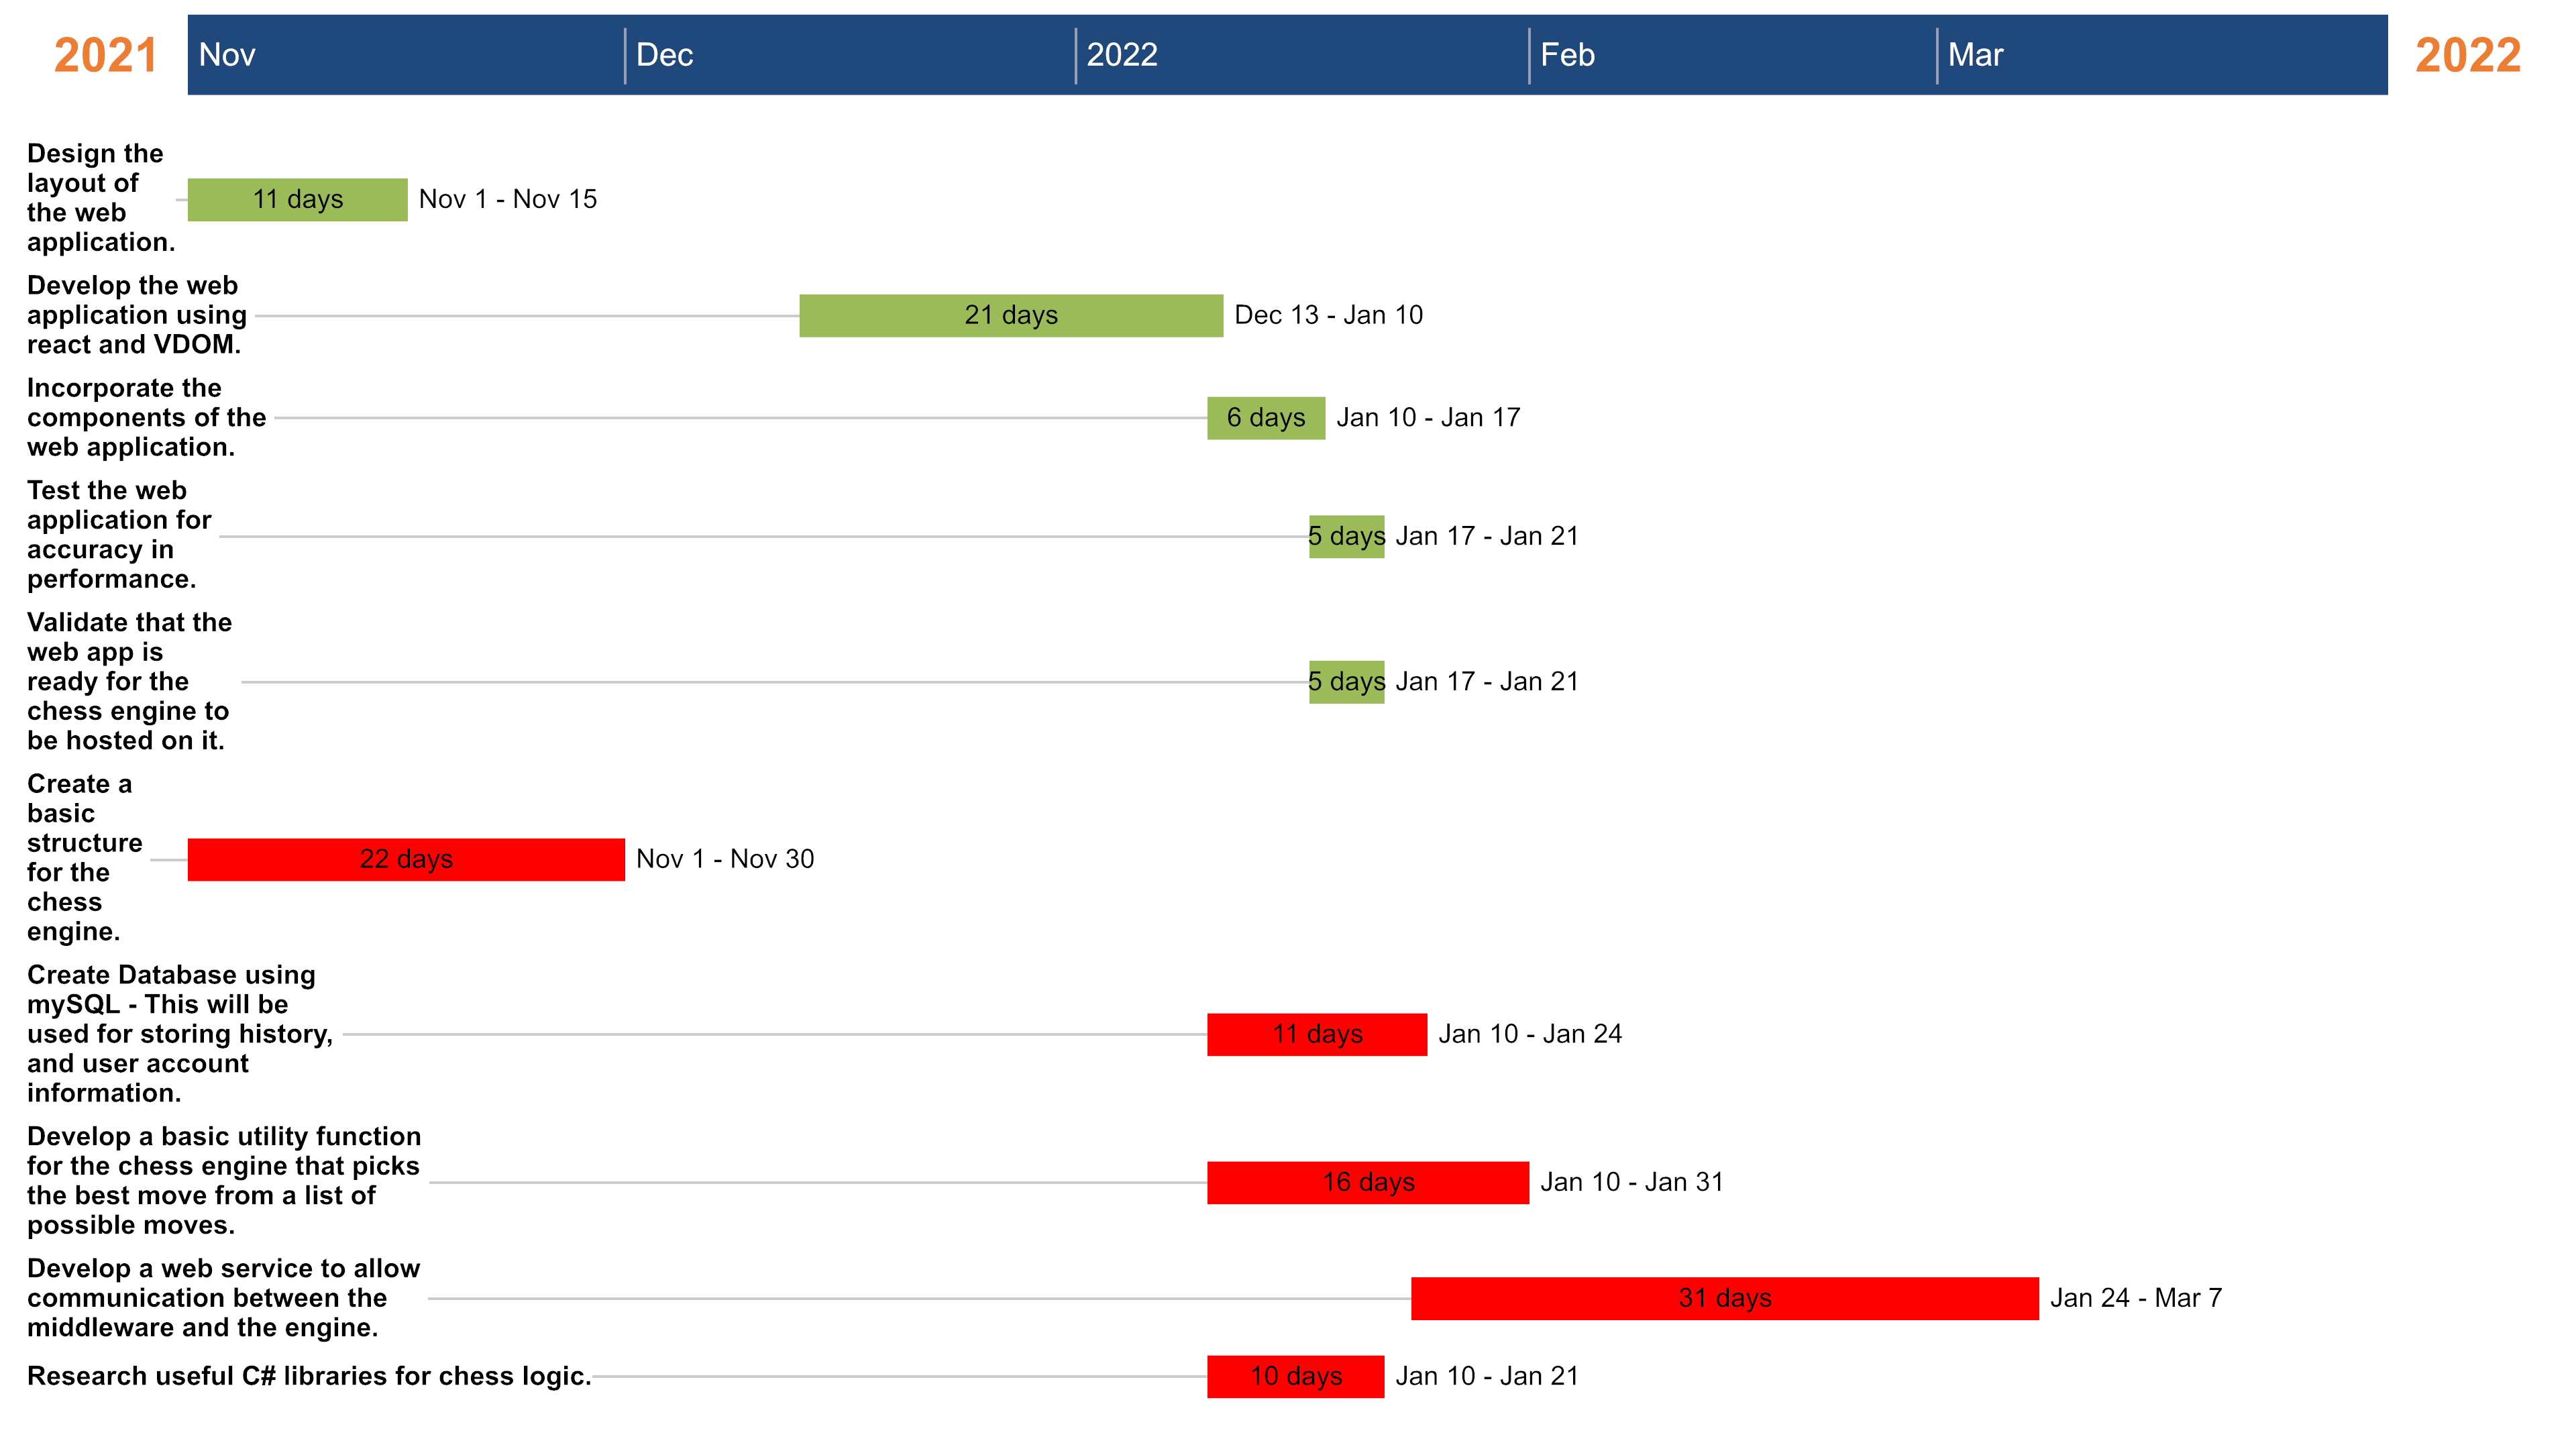 2021 Nov Dec 2022 Feb Mar 2022
Design the
layout of
the web
application.
11 days Nov 1 - Nov 15
Develop the web
application using
react and VDOM.
21 days Dec 13 - Jan 10
Incorporate the
components of the
web application.
6 days Jan 10 - Jan 17
Test the web
application for
accuracy in
performance.
5 days Jan 17 - Jan 21
Validate that the
web app is
ready for the
chess engine to
be hosted on it.
5 days Jan 17 - Jan 21
Create a
basic
structure
for the
chess
engine.
22 days Nov 1 - Nov 30
Create Database using
mySQL - This will be
used for storing history,
and user account
information.
11 days Jan 10 - Jan 24
Develop a basic utility function
for the chess engine that picks
the best move from a list of
possible moves.
16 days Jan 10 - Jan 31
Develop a web service to allow
communication between the
middleware and the engine.
31 days Jan 24 - Mar 7
Research useful C# libraries for chess logic.
10 days Jan 10 - Jan 21